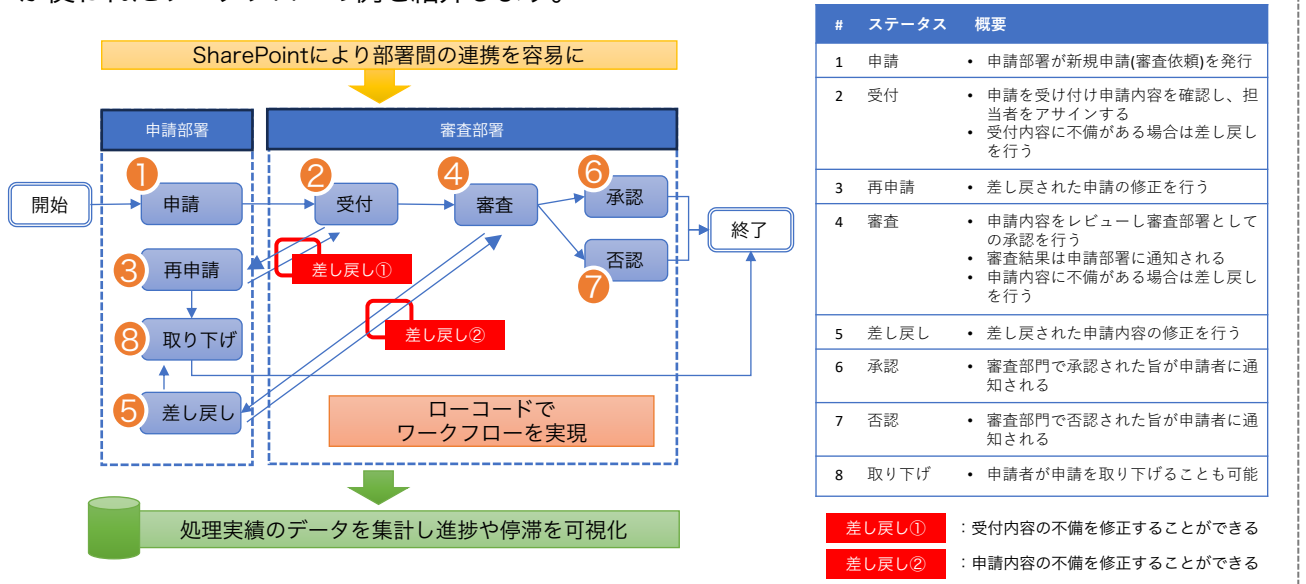 SharePointにより部署間の連携を容易に
申請部署
審査部署
開始
1
申請
2
受付
4
審査
6
承認
終了
否認
7
3
再申請
差し戻し①
8
取り下げ
差し戻し②
5
差し戻し
ローコードで
ワークフローを実現
処理実績のデータを集計し進捗や停滞を可視化
# ステータス 概要
1 申請 • 申請部署が新規申請(審査依頼)を発行
2 受付 • 申請を受け付け申請内容を確認し、担
当者をアサインする
• 受付内容に不備がある場合は差し戻し
を行う
3 再申請 • 差し戻された申請の修正を行う
4 審査 • 申請内容をレビューし審査部署として
の承認を行う
• 審査結果は申請部署に通知される
• 申請内容に不備がある場合は差し戻し
を行う
5 差し戻し • 差し戻された申請内容の修正を行う
6 承認 • 審査部門で承認された旨が申請者に通
知される
7 否認 • 審査部門で否認された旨が申請者に通
知される
8 取り下げ • 申請者が申請を取り下げることも可能
差し戻し① ：受付内容の不備を修正することができる
差し戻し② ：申請内容の不備を修正することができる